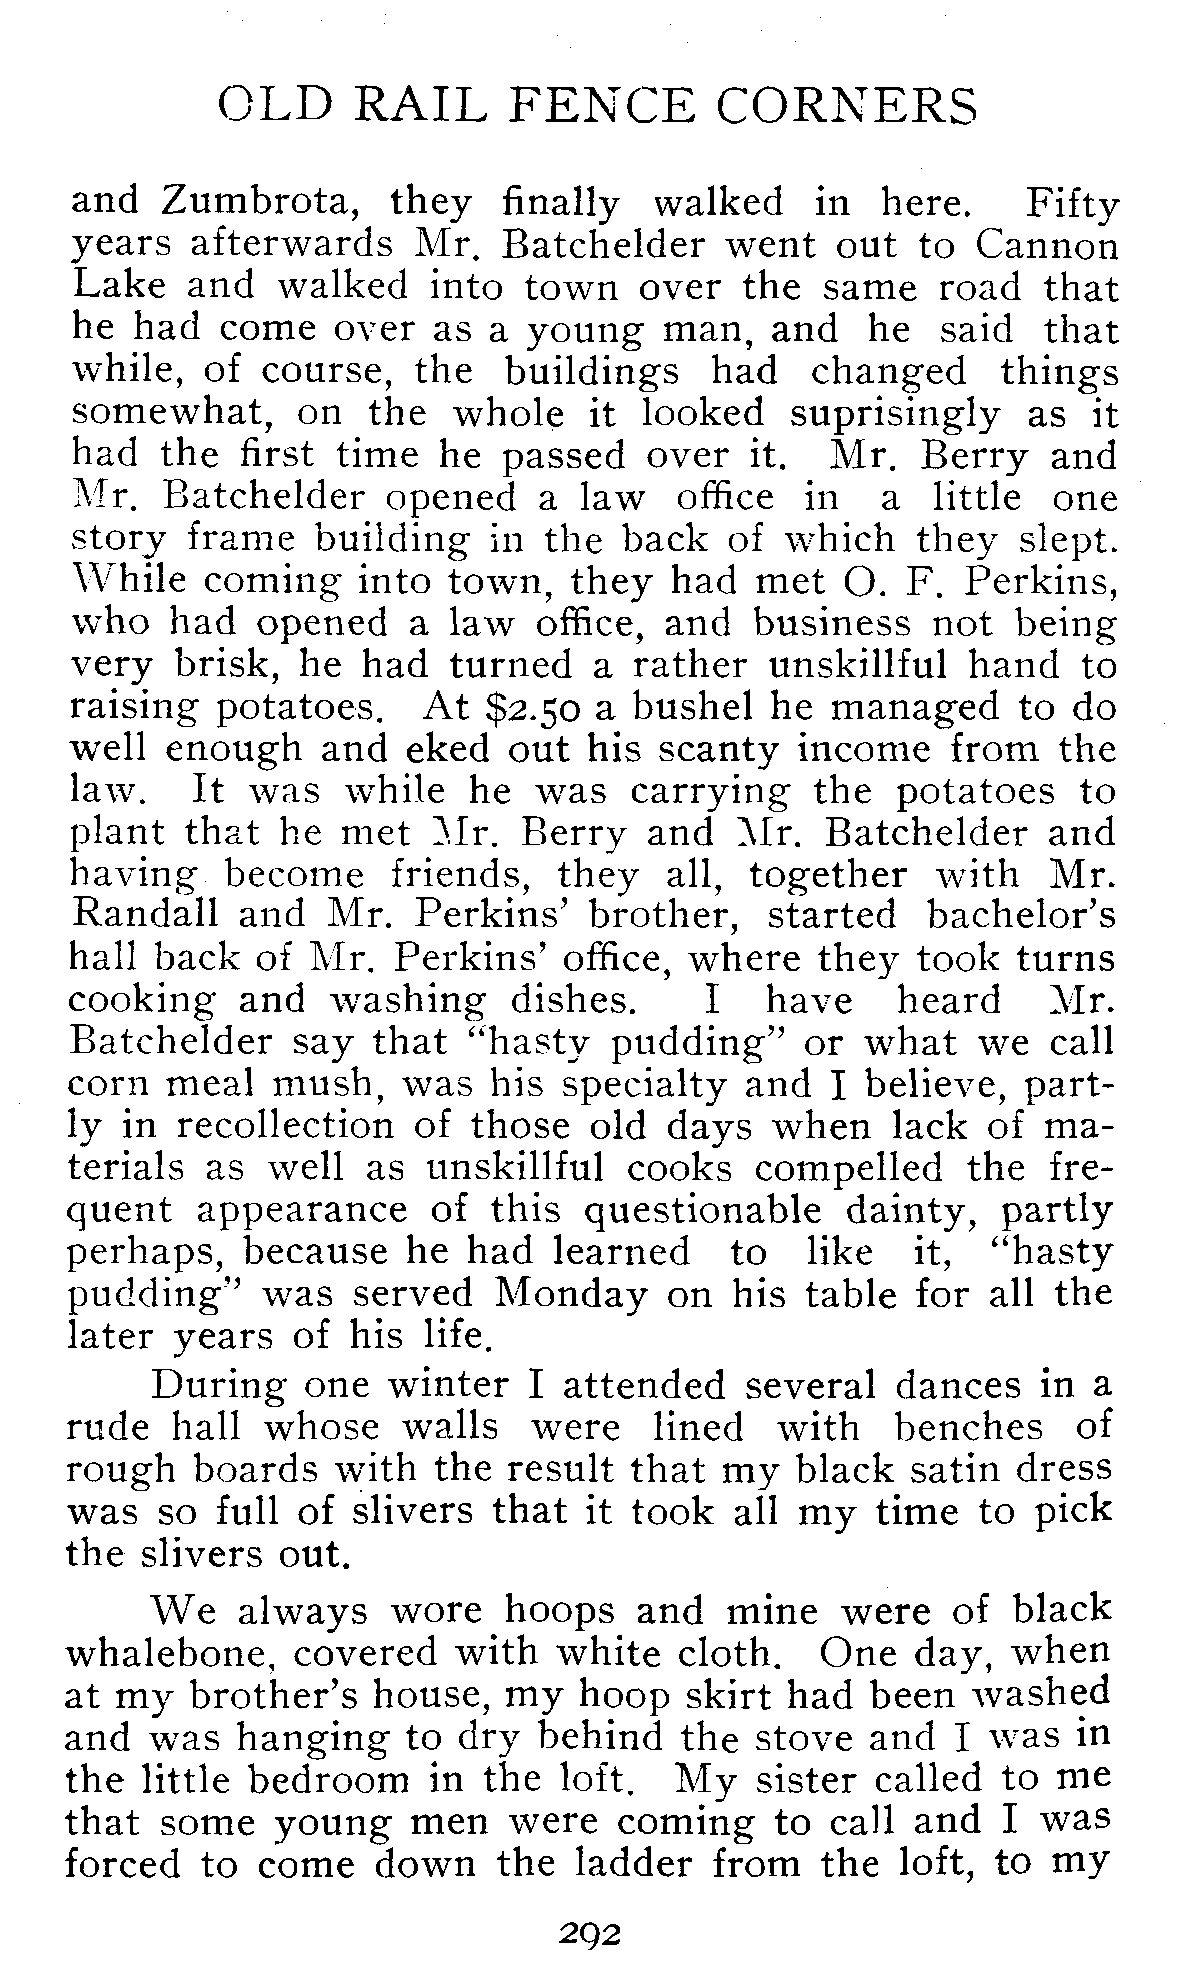 OLD RAIL FENCE CORNERS
and Zumbrota, they finally walked in here. Fifty
years afterwards Mr. Batchelder went out to Cannon
Lake and walked into town over the same road that
he had come over as a young man, and he said that
while, of course, the buildings had changed things
somewhat, on the whole it looked suprisingly as it
had the first time he passed over it. Mr. Berry and
Mr. Batchelder opened a law office in a little one
story frame building in the back of which they slept.
While coming into town, they had met O. F. Perkins,
who had opened a law office, and business not being
very brisk, he had turned a rather unskillful hand to
raising potatoes. At $2.50 a bushel he managed to do
well enough and eked out his scanty income from the
law. It was while he was carrying the potatoes to
plant that he met Mr. Berry and Mr. Batchelder and
having become friends, they all, together with Mr.
Randall and Mr. Perkins' brother, started bachelor's
hall back of Mr. Perkins' office, where they took turns
cooking and washing dishes. I have heard Mr.
Batchelder say that "hasty pudding" or what we call
corn meal mush, was his specialty and I believe, part-
ly in recollection of those old days when lack of ma-
terials as well as unskillful cooks compelled the fre-
quent appearance of this questionable dainty, partly
perhaps, because he had learned to like it, "hasty
pudding" was served Monday on his table for all the
later years of his life.
During one winter I attended several dances in a
rude hall whose walls were lined with benches of
rough boards with the result that my black satin dress
was so full of slivers that it took all my time to pick
the slivers out.
We always wore hoops and mine were of black
whalebone, covered with white cloth. One day, when
at my brother's house, my hoop skirt had been washed
and was hanging to dry behind the stove and I was in
the little bedroom in the loft. My sister called to me
that some young men were coming to call and I was
forced to come down the ladder from the loft, to my
292